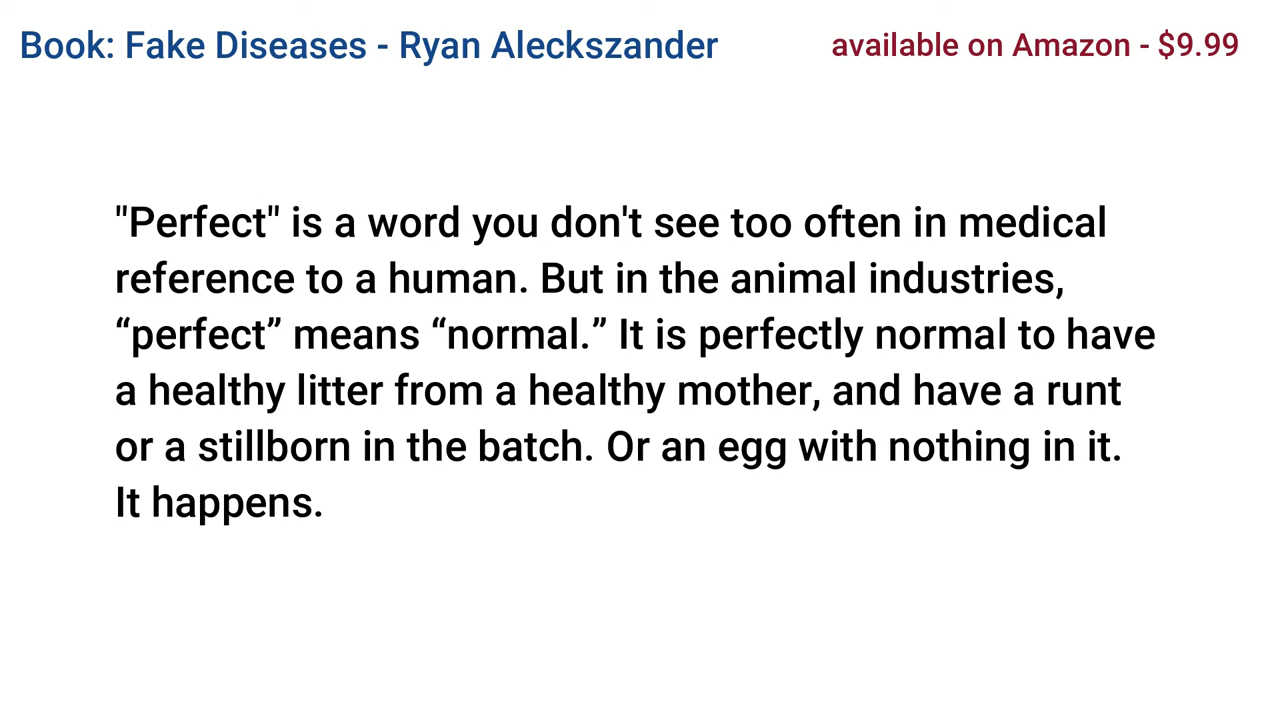 Book: Fake Diseases - Ryan Aleckszander
available on Amazon - $9.99
"Perfect" is a word you don't see too often in medical
reference to a human. But in the animal industries,
“perfect” means “normal.” It is perfectly normal to have
a healthy litter from a healthy mother, and have a runt
or a stillborn in the batch. Or an egg with nothing in it.
It happens.